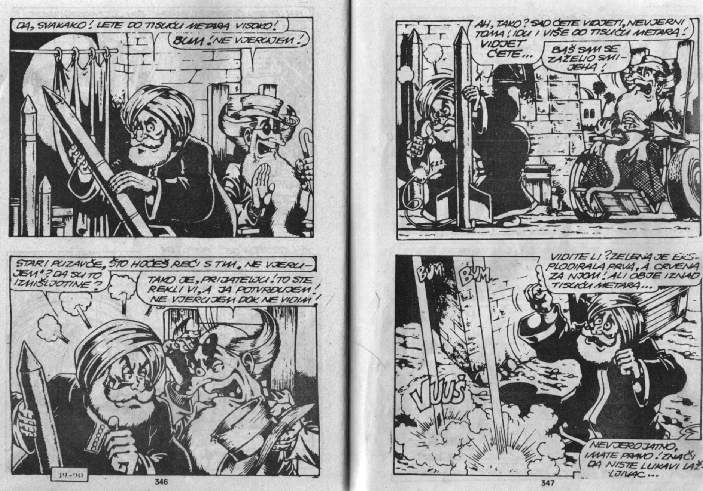 DA, SVAKAKO! LETE DO TISUĆU METARA VISOKO!
BUM! NE VJERUJEM!
STARI PUZAVČE, ŠTO HOĆEŠ REĆI S TIM, NE VJERU-
JEM? DA SU TO
IZMIŠLJOTINE?
TAKO JE, PRIJATELJU! TO STE
REKLI VI, A JA POTVRĐUJEM!
NE VJERUJEM DOK NE VIDIM!
346
AH, TAKO? SAD ĆETE VIDJETI, NEVJERNI
TOMA! IDU I VIŠE OD TISUĆU METARA!
VIDJET
ĆETE...
BAŠ SAM SE
ZAŽELIO SMI-
JEHA!
VIDITE LI? ZELENA JE EKS-
PLODIRALA PRVA, A CRVENA
ZA NJOM! ALI OBJE IZNAD
TISUĆU METARA...
BUM
BUM
VUUS
NEVJEROJATNO,
IMATE PRAVO! ZNAČI
DA NISTE LUKAVI LAŽ-
LJIVAC...
347